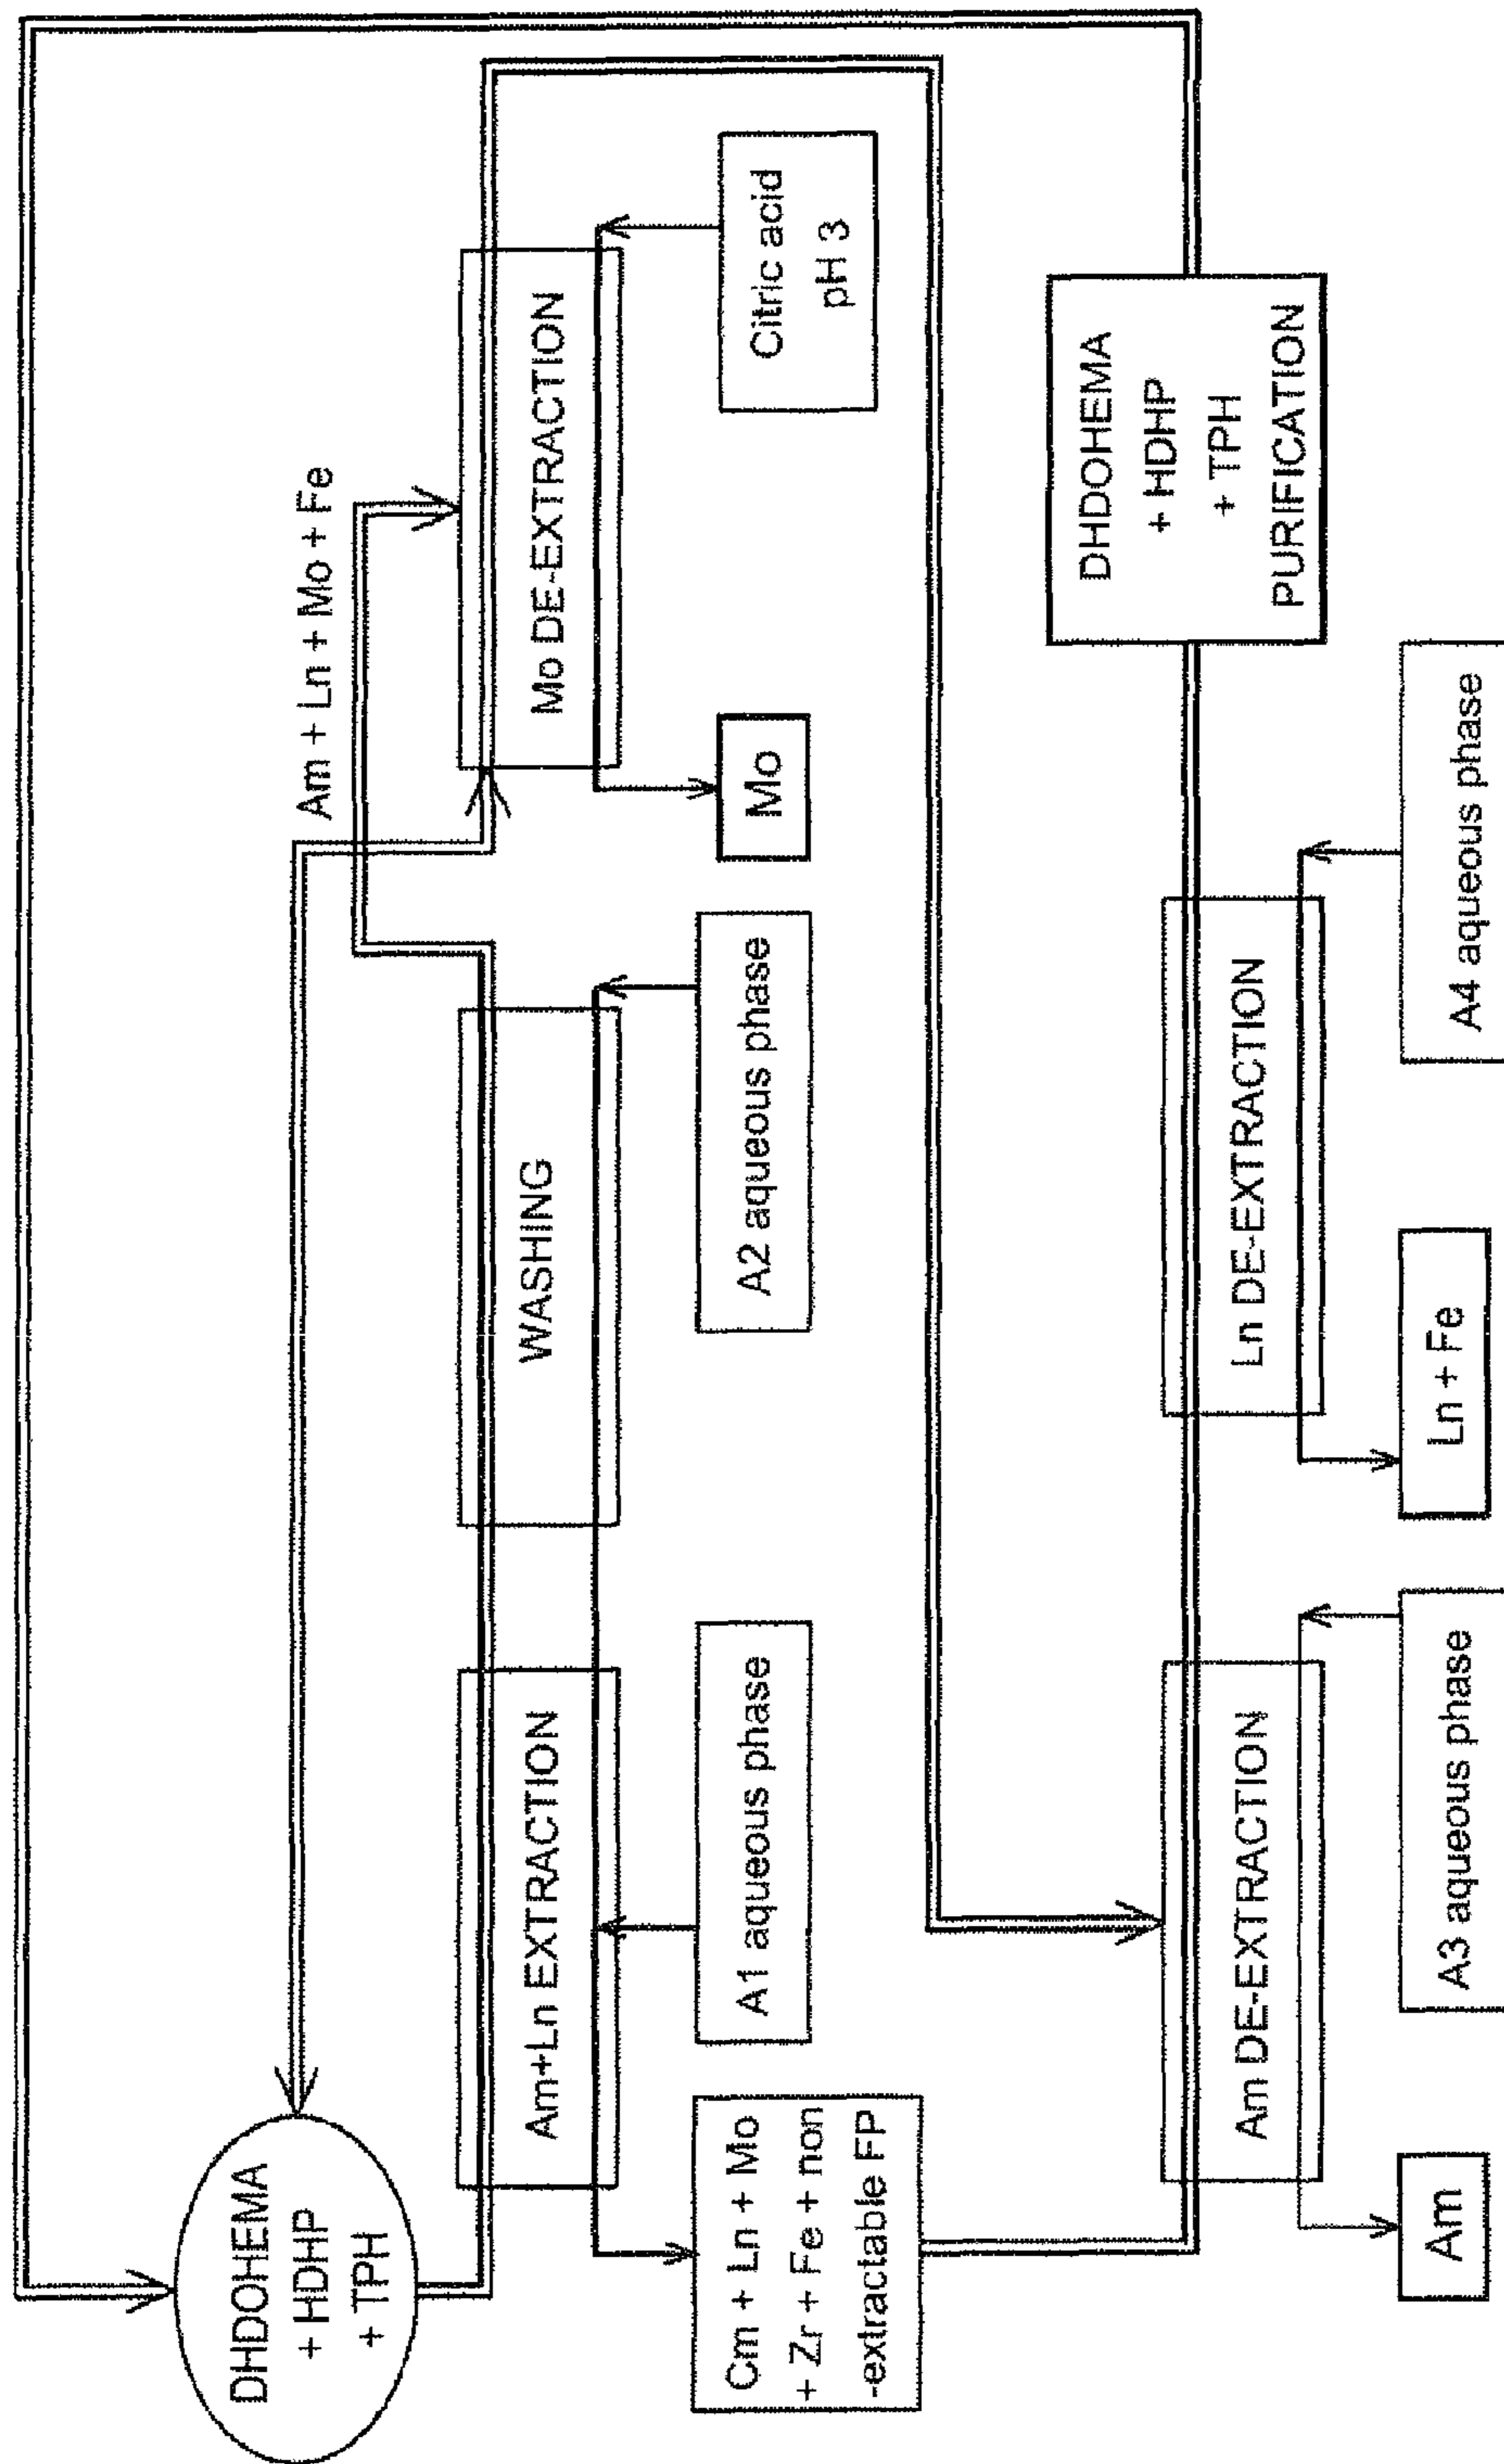 DHDOHEMA
+ HDHP
+ TPH
Am + Ln + Mo + Fe
Am+Ln EXTRACTION
WASHING
Mo DE-EXTRACTION
Cm + Ln + Mo
+ Zr + Fe + non
-extractable FP
A1 aqueous phase
A2 aqueous phase
Mo
Citric acid
pH 3
Am DE-EXTRACTION
Ln DE-EXTRACTION
DHDOHEMA
+ HDHP
+ TPH
PURIFICATION
Am
A3 aqueous phase
Ln + Fe
A4 aqueous phase